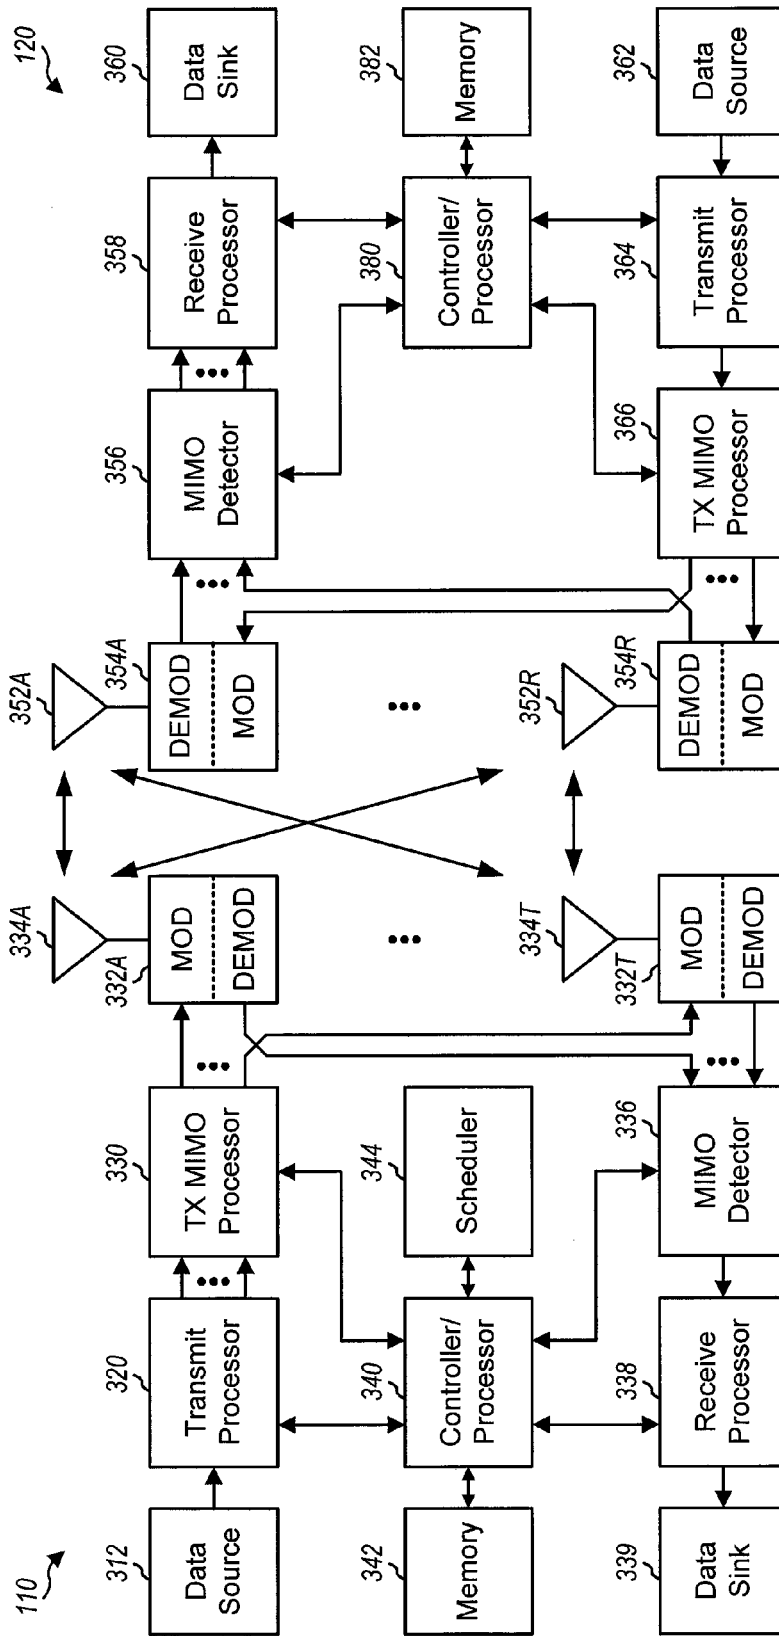 110
120
312
Data
Source
320
Transmit
Processor
330
TX MIMO
Processor
332A
MOD
DEMOD
334A
352A
354A
DEMOD
MOD
356
MIMO
Detector
358
Receive
Processor
360
Data
Sink
342
Memory
340
Controller/
Processor
344
Scheduler
380
Controller/
Processor
382
Memory
339
Data
Sink
338
Receive
Processor
336
MIMO
Detector
332T
MOD
DEMOD
334T
352R
354R
DEMOD
MOD
366
TX MIMO
Processor
364
Transmit
Processor
362
Data
Source